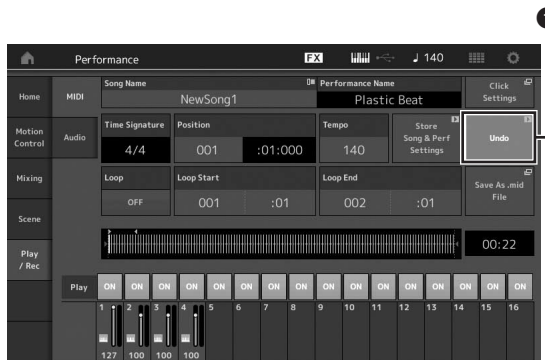 1
Performance FX 140
Song Name Performance Name
NewSong1 Plastic Beat
Click
Settings
Home MIDI
Motion
Control Audio
Time Signature Position Tempo
4/4 001 :01:000 140
Store
Song & Perf
Settings
Undo
Mixing
Loop Loop Start Loop End
OFF 001 :01 002 :01
Save As .mid
File
Scene
Play
/ Rec
00:22
Play ON ON ON ON ON ON ON ON ON ON ON ON ON ON ON ON
1 2 3 4 5 6 7 8 9 10 11 12 13 14 15 16
127 100 100 100